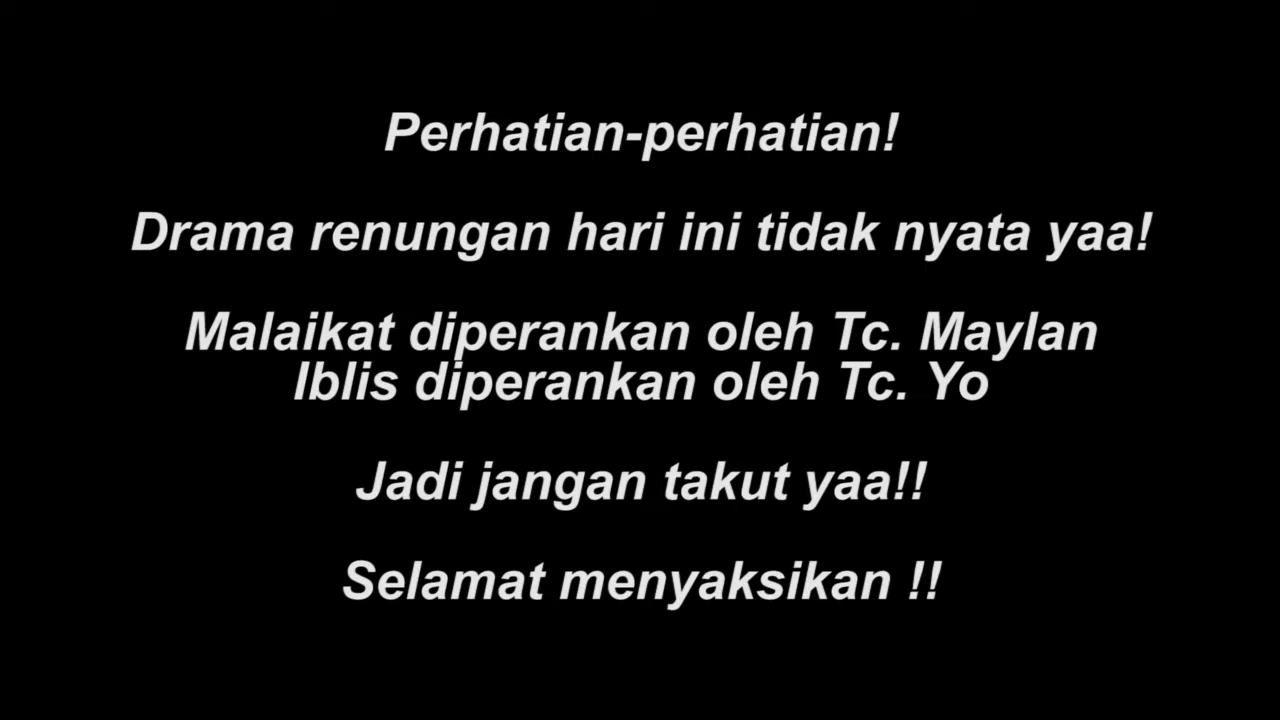 Perhatian-perhatian!
Drama renungan hari ini tidak nyata yaa!
Malaikat diperankan oleh Tc. Maylan
Iblis diperankan oleh Tc. Yo
Jadi jangan takut yaa!!
Selamat menyaksikan !!